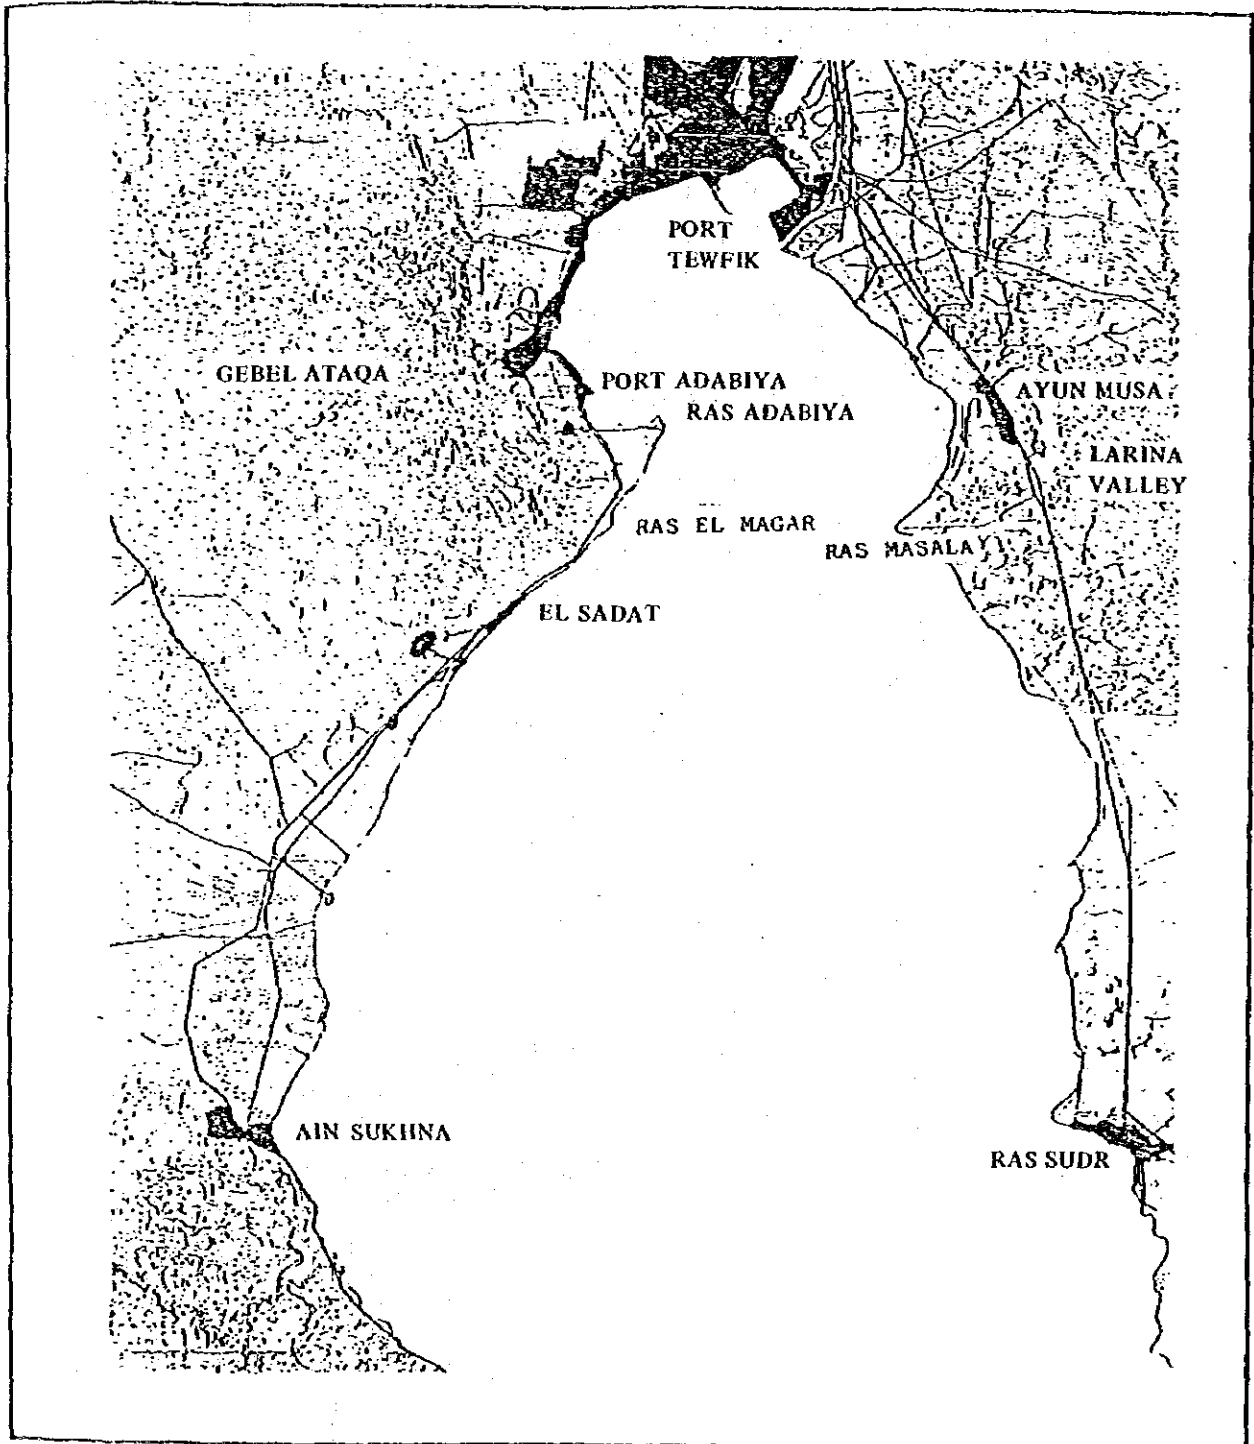 PORT
TEWFIK
GEBEL ATAQA
PORT ADABIYA
RAS ADABIYA
AYUN MUSA
LARINA
VALLEY
RAS EL MAGAR
RAS MASALAY
EL SADAT
AIN SUKHNA
RAS SUDR